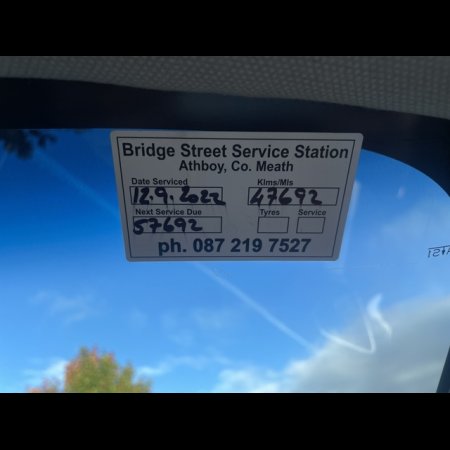 Bridge Street Service Station
Athboy, Co. Meath
Date Serviced Klms/Mls
12.9.2022 47692
Next Service Due Tyres Service
57692
ph. 087 219 7527